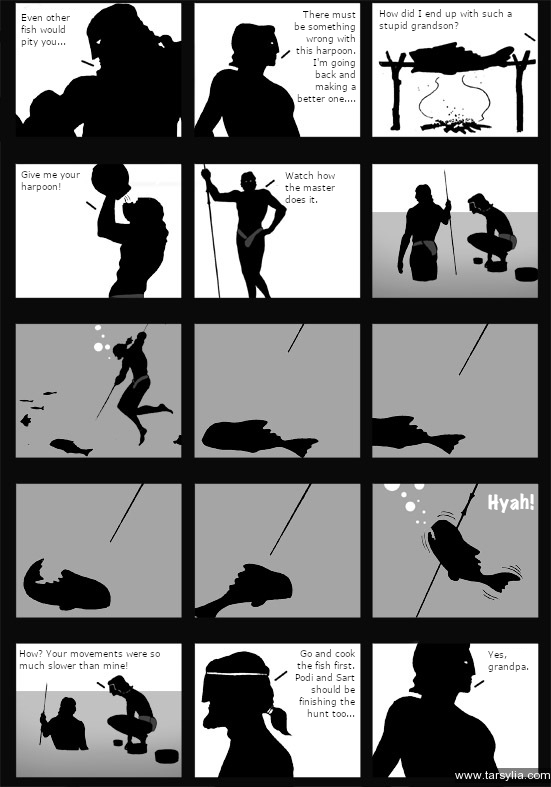 Even other
fish would
pity you...
There must
be something
wrong with
this harpoon.
I'm going
back and
making a
better one....
How did I end up with such a
stupid grandson?
Give me your
harpoon!
Watch how
the master
does it.
Hyah!
How? Your movements were so
much slower than mine!
Go and cook
the fish first.
Podi and Sart
should be
finishing the
hunt too...
Yes,
grandpa.
www.tarsylia.com